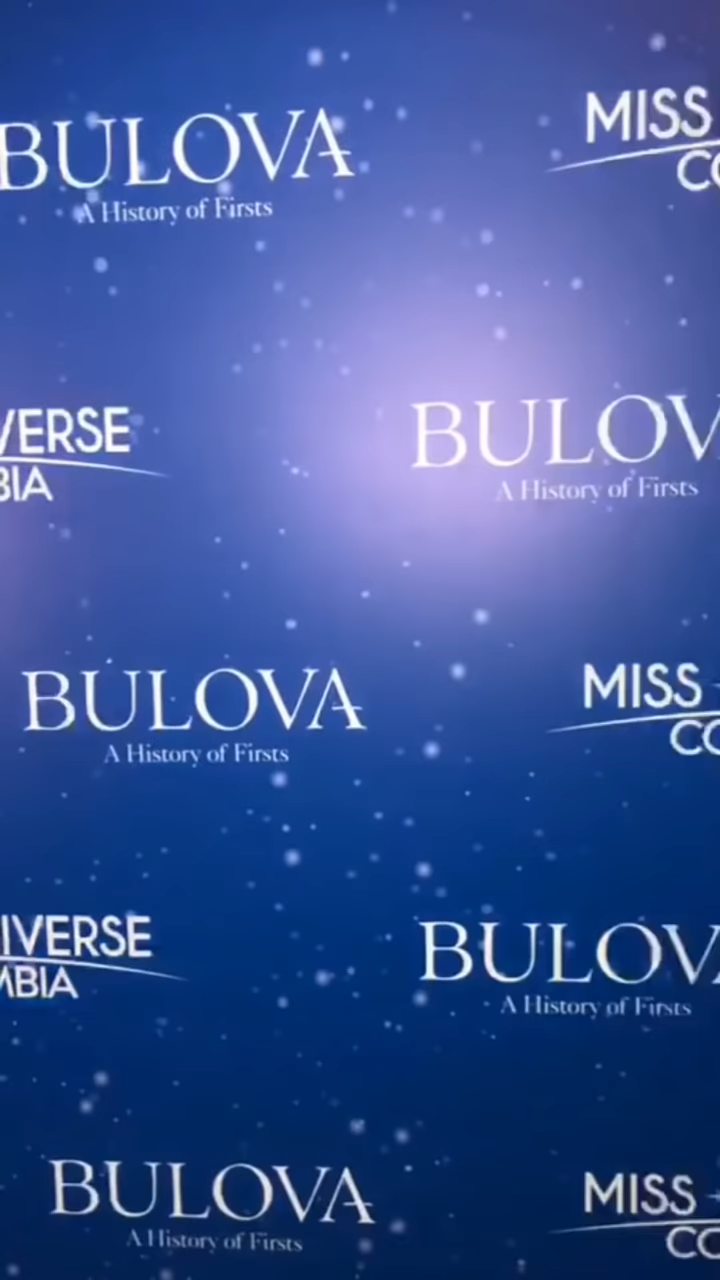 BULOVA
A History of Firsts
MISS
CO
VERSE
BIA
BULOV
A History of Firsts
BULOVA
A History of Firsts
MISS
CO
IVERSE
MBIA
BULOV
A History of Firsts
BULOVA
A History of Firsts
MISS
CO